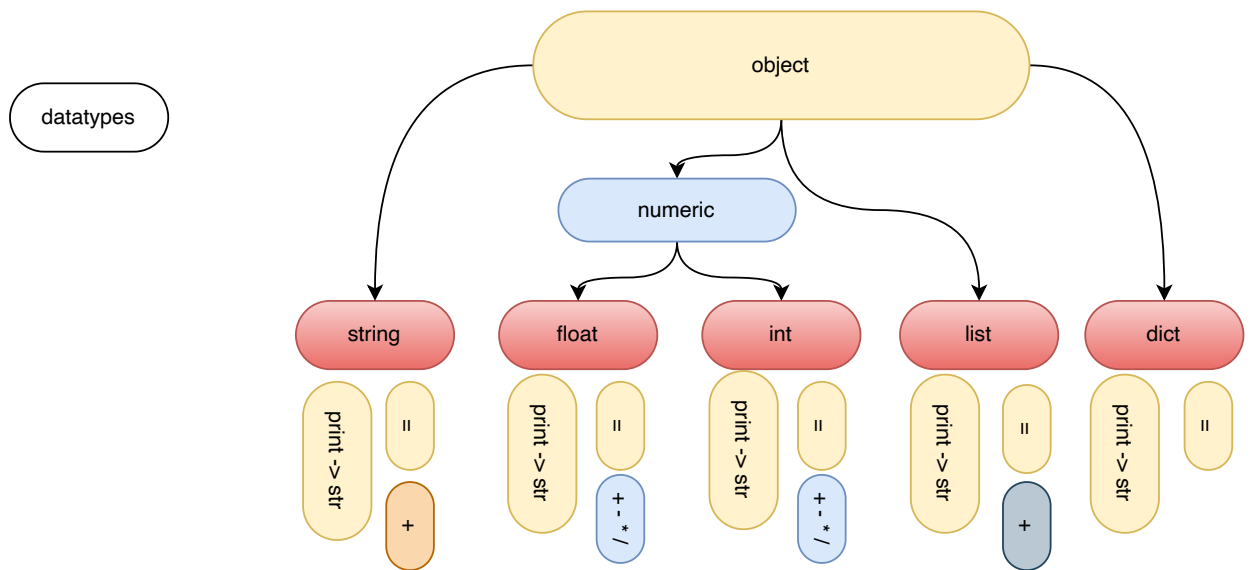 object
datatypes
numeric
string
float
int
list
dict
print -> str
=
print -> str
=
print -> str
=
print -> str
=
print -> str
=
+
+ - * /
+ - * /
+